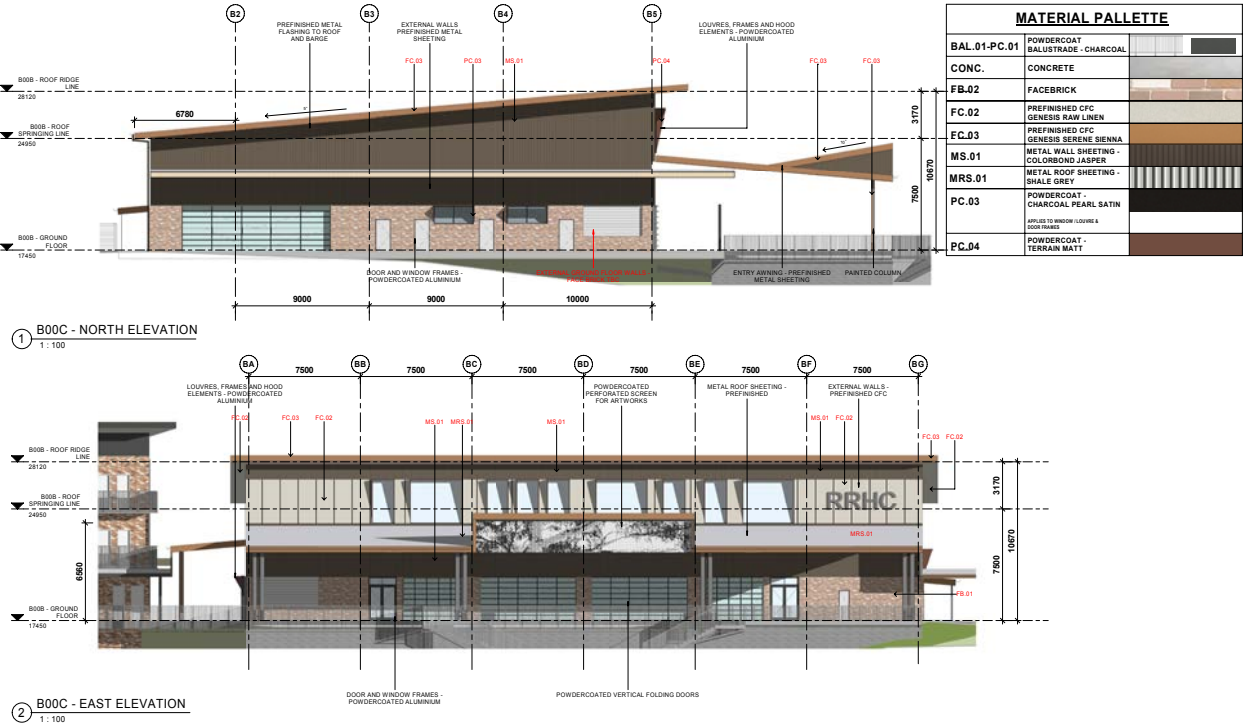 B2
B3
B4
B5
PREFINISHED METAL
FLASHING TO ROOF
AND BARGE
EXTERNAL WALLS
PREFINISHED METAL
SHEETING
LOUVRES, FRAMES AND HOOD
ELEMENTS - POWDERCOATED
ALUMINIUM
FC.03
PC.03
MS.01
PC.04
FC.03
FC.03
B00B - ROOF RIDGE
LINE
28120
B00B - ROOF
SPRINGING LINE
24950
B00B - GROUND
FLOOR
17450
6780
3170
7500
10670
DOOR AND WINDOW FRAMES -
POWDERCOATED ALUMINIUM
ENTRY AWNING - PREFINISHED
METAL SHEETING
PAINTED COLUMN
9000
9000
10000
1
B00C - NORTH ELEVATION
1 : 100
MATERIAL PALLETTE
BAL.01-PC.01
POWDERCOAT
BALUSTRADE - CHARCOAL
CONC.
CONCRETE
FB.02
FACEBRICK
FC.02
PREFINISHED CFC
GENESIS RAW LINEN
FC.03
PREFINISHED CFC
GENESIS SERENE SIENNA
MS.01
METAL WALL SHEETING -
COLORBOND JASPER
MRS.01
METAL ROOF SHEETING -
SHALE GREY
PC.03
POWDERCOAT -
CHARCOAL PEARL SATIN
APPLIES TO WINDOW / LOUVRE &
DOOR FRAMES
PC.04
POWDERCOAT -
TERRAIN MATT
BA
BB
BC
BD
BE
BF
BG
7500
7500
7500
7500
7500
7500
LOUVRES, FRAMES AND HOOD
ELEMENTS - POWDERCOATED
ALUMINIUM
POWDERCOATED
PERFORATED SCREEN
FOR ARTWORKS
METAL ROOF SHEETING -
PREFINISHED
EXTERNAL WALLS -
PREFINISHED CFC
FC.02
FC.03
FC.02
MS.01
MRS.01
MS.01
MS.01
FC.02
FC.03
FC.02
B00B - ROOF RIDGE
LINE
28120
B00B - ROOF
SPRINGING LINE
24950
B00B - GROUND
FLOOR
17450
6560
RRHC
MRS.01
FB.01
3170
7500
10670
DOOR AND WINDOW FRAMES -
POWDERCOATED ALUMINIUM
POWDERCOATED VERTICAL FOLDING DOORS
2
B00C - EAST ELEVATION
1 : 100